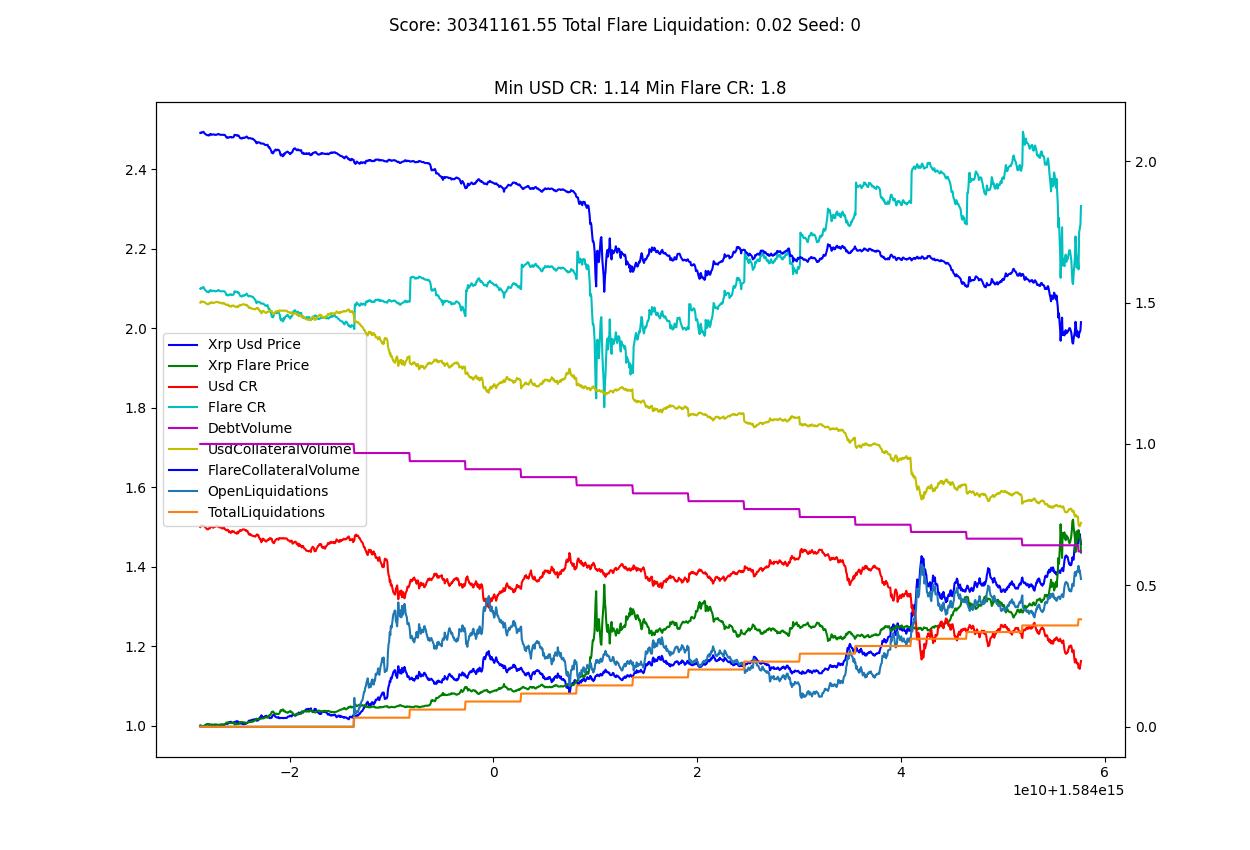 Score: 30341161.55 Total Flare Liquidation: 0.02 Seed: 0
Min USD CR: 1.14 Min Flare CR: 1.8
2.4
2.2
2.0
1.8
1.6
1.4
1.2
1.0
Xrp Usd Price
Xrp Flare Price
Usd CR
Flare CR
DebtVolume
UsdCollateralVolume
FlareCollateralVolume
OpenLiquidations
TotalLiquidations
2.0
1.5
1.0
0.5
0.0
−2 0 2 4 6
1e10+1.584e15